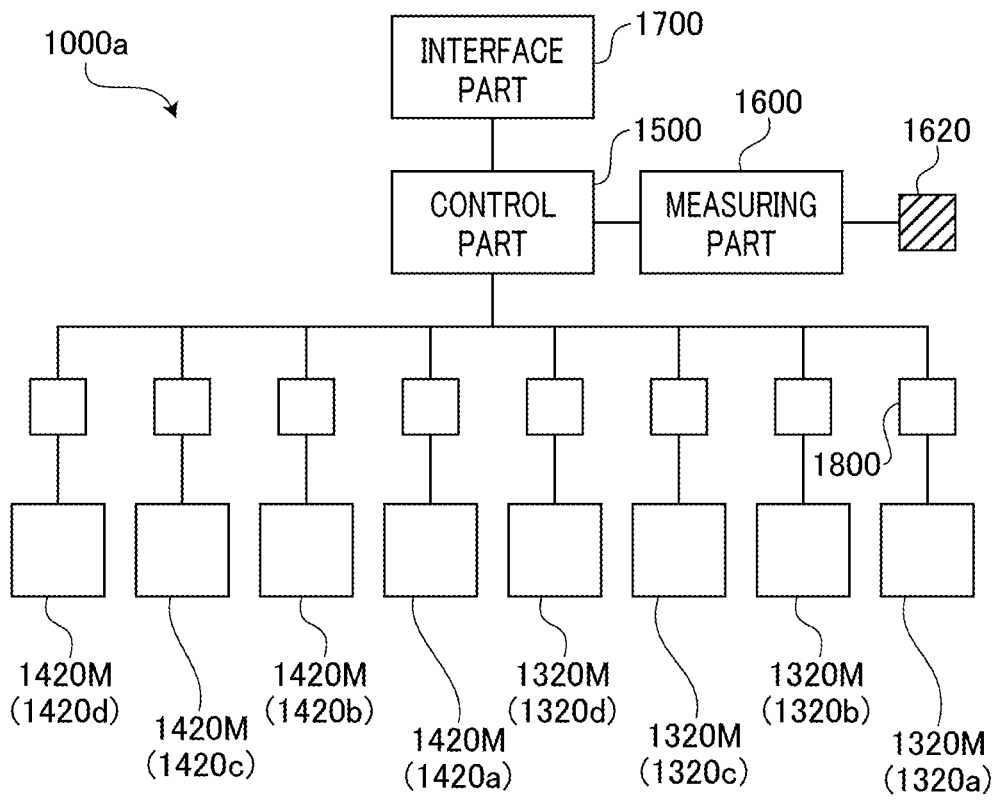 1000a
INTERFACE
PART
1700
CONTROL
PART
1500
MEASURING
PART
1600
1620
1800
1420M
(1420d)
1420M
(1420c)
1420M
(1420b)
1420M
(1420a)
1320M
(1320d)
1320M
(1320c)
1320M
(1320b)
1320M
(1320a)